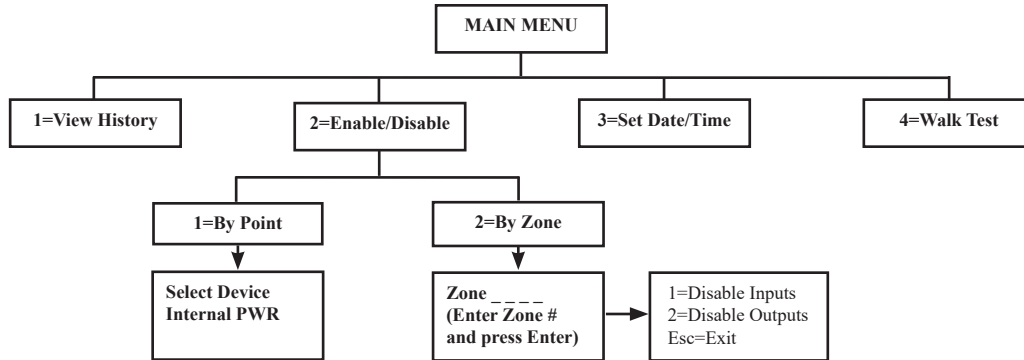 MAIN MENU
1=View History
2=Enable/Disable
3=Set Date/Time
4=Walk Test
1=By Point
2=By Zone
Select Device
Internal PWR
Zone _ _ _ _
(Enter Zone #
and press Enter)
1=Disable Inputs
2=Disable Outputs
Esc=Exit